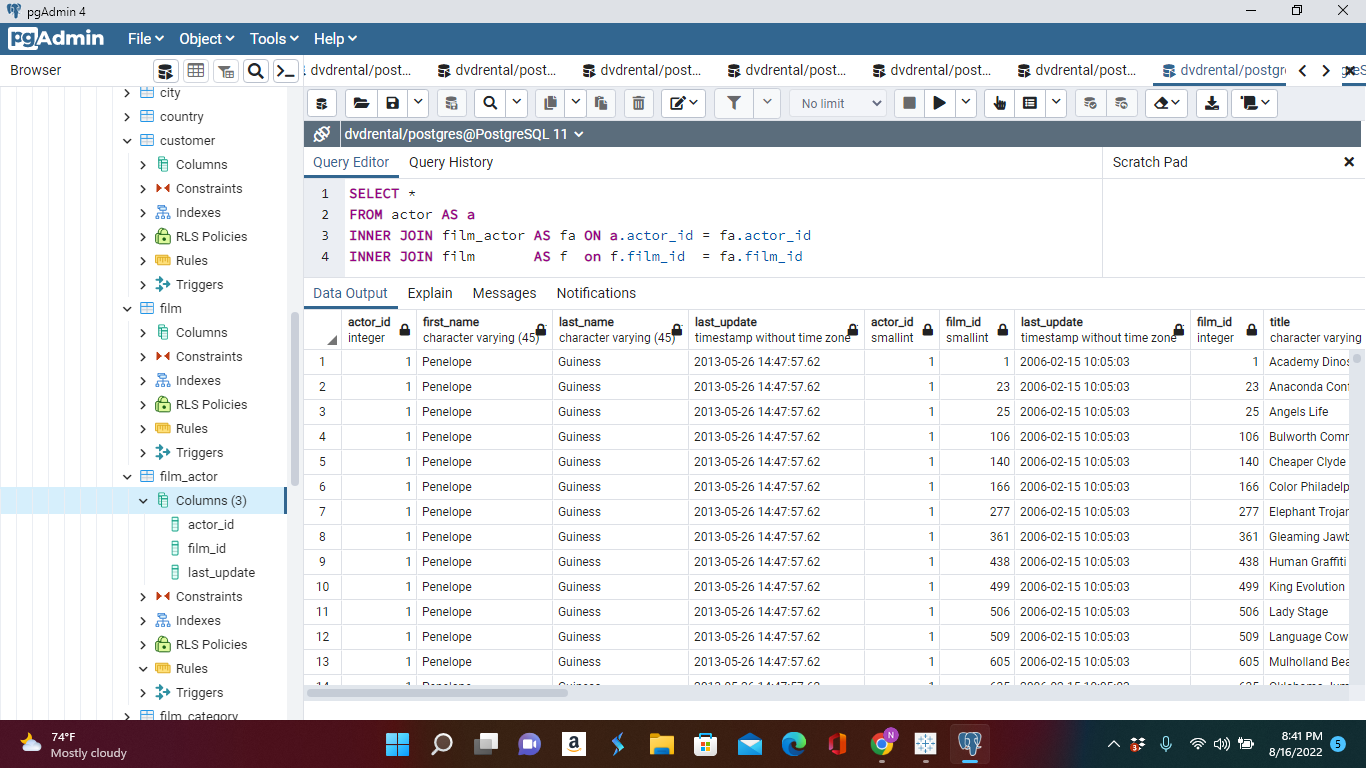 pgAdmin 4
pgAdmin File Object Tools Help
Browser
dvdrental/post... dvdrental/post... dvdrental/post... dvdrental/post... dvdrental/post... dvdrental/post... dvdrental/postgr
No limit
dvdrental/postgres@PostgreSQL 11
Query Editor Query History
Scratch Pad
1 SELECT *
2 FROM actor AS a
3 INNER JOIN film_actor AS fa ON a.actor_id = fa.actor_id
4 INNER JOIN film AS f on f.film_id = fa.film_id
city
country
customer
Columns
Constraints
Indexes
RLS Policies
Rules
Triggers
film
Columns
Constraints
Indexes
RLS Policies
Rules
Triggers
film_actor
Columns (3)
actor_id
film_id
last_update
Constraints
Indexes
RLS Policies
Rules
Triggers
film_category
Data Output Explain Messages Notifications
actor_id first_name last_name last_update actor_id film_id last_update film_id title
integer character varying (45) character varying (45) timestamp without time zone smallint smallint timestamp without time zone integer character varying
1 1 Penelope Guiness 2013-05-26 14:47:57.62 1 1 2006-02-15 10:05:03 1 Academy Dinos
2 1 Penelope Guiness 2013-05-26 14:47:57.62 1 23 2006-02-15 10:05:03 23 Anaconda Conf
3 1 Penelope Guiness 2013-05-26 14:47:57.62 1 25 2006-02-15 10:05:03 25 Angels Life
4 1 Penelope Guiness 2013-05-26 14:47:57.62 1 106 2006-02-15 10:05:03 106 Bulworth Comm
5 1 Penelope Guiness 2013-05-26 14:47:57.62 1 140 2006-02-15 10:05:03 140 Cheaper Clyde
6 1 Penelope Guiness 2013-05-26 14:47:57.62 1 166 2006-02-15 10:05:03 166 Color Philadelp
7 1 Penelope Guiness 2013-05-26 14:47:57.62 1 277 2006-02-15 10:05:03 277 Elephant Trojan
8 1 Penelope Guiness 2013-05-26 14:47:57.62 1 361 2006-02-15 10:05:03 361 Gleaming Jawb
9 1 Penelope Guiness 2013-05-26 14:47:57.62 1 438 2006-02-15 10:05:03 438 Human Graffiti
10 1 Penelope Guiness 2013-05-26 14:47:57.62 1 499 2006-02-15 10:05:03 499 King Evolution
11 1 Penelope Guiness 2013-05-26 14:47:57.62 1 506 2006-02-15 10:05:03 506 Lady Stage
12 1 Penelope Guiness 2013-05-26 14:47:57.62 1 509 2006-02-15 10:05:03 509 Language Cow
13 1 Penelope Guiness 2013-05-26 14:47:57.62 1 605 2006-02-15 10:05:03 605 Mulholland Bea
74°F
Mostly cloudy
8:41 PM
8/16/2022
5